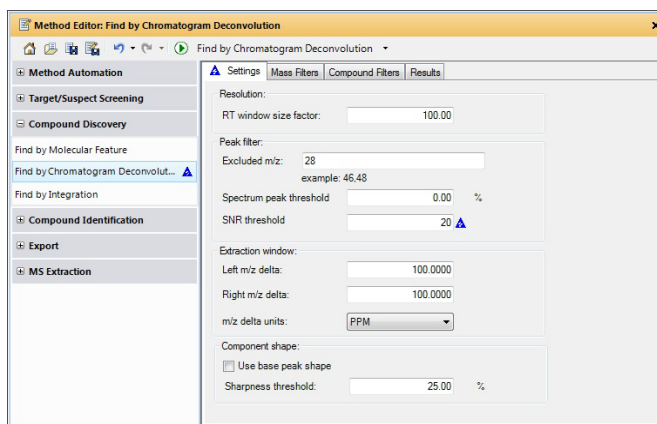 Method Editor: Find by Chromatogram Deconvolution
Find by Chromatogram Deconvolution
Method Automation
Target/Suspect Screening
Compound Discovery
Find by Molecular Feature
Find by Chromatogram Deconvolut...
Find by Integration
Compound Identification
Export
MS Extraction
Settings Mass Filters Compound Filters Results
Resolution:
RT window size factor: 100.00
Peak filter:
Excluded m/z: 28
example: 46,48
Spectrum peak threshold 0.00 %
SNR threshold 20
Extraction window:
Left m/z delta: 100.0000
Right m/z delta: 100.0000
m/z delta units: PPM
Component shape:
Use base peak shape
Sharpness threshold: 25.00 %